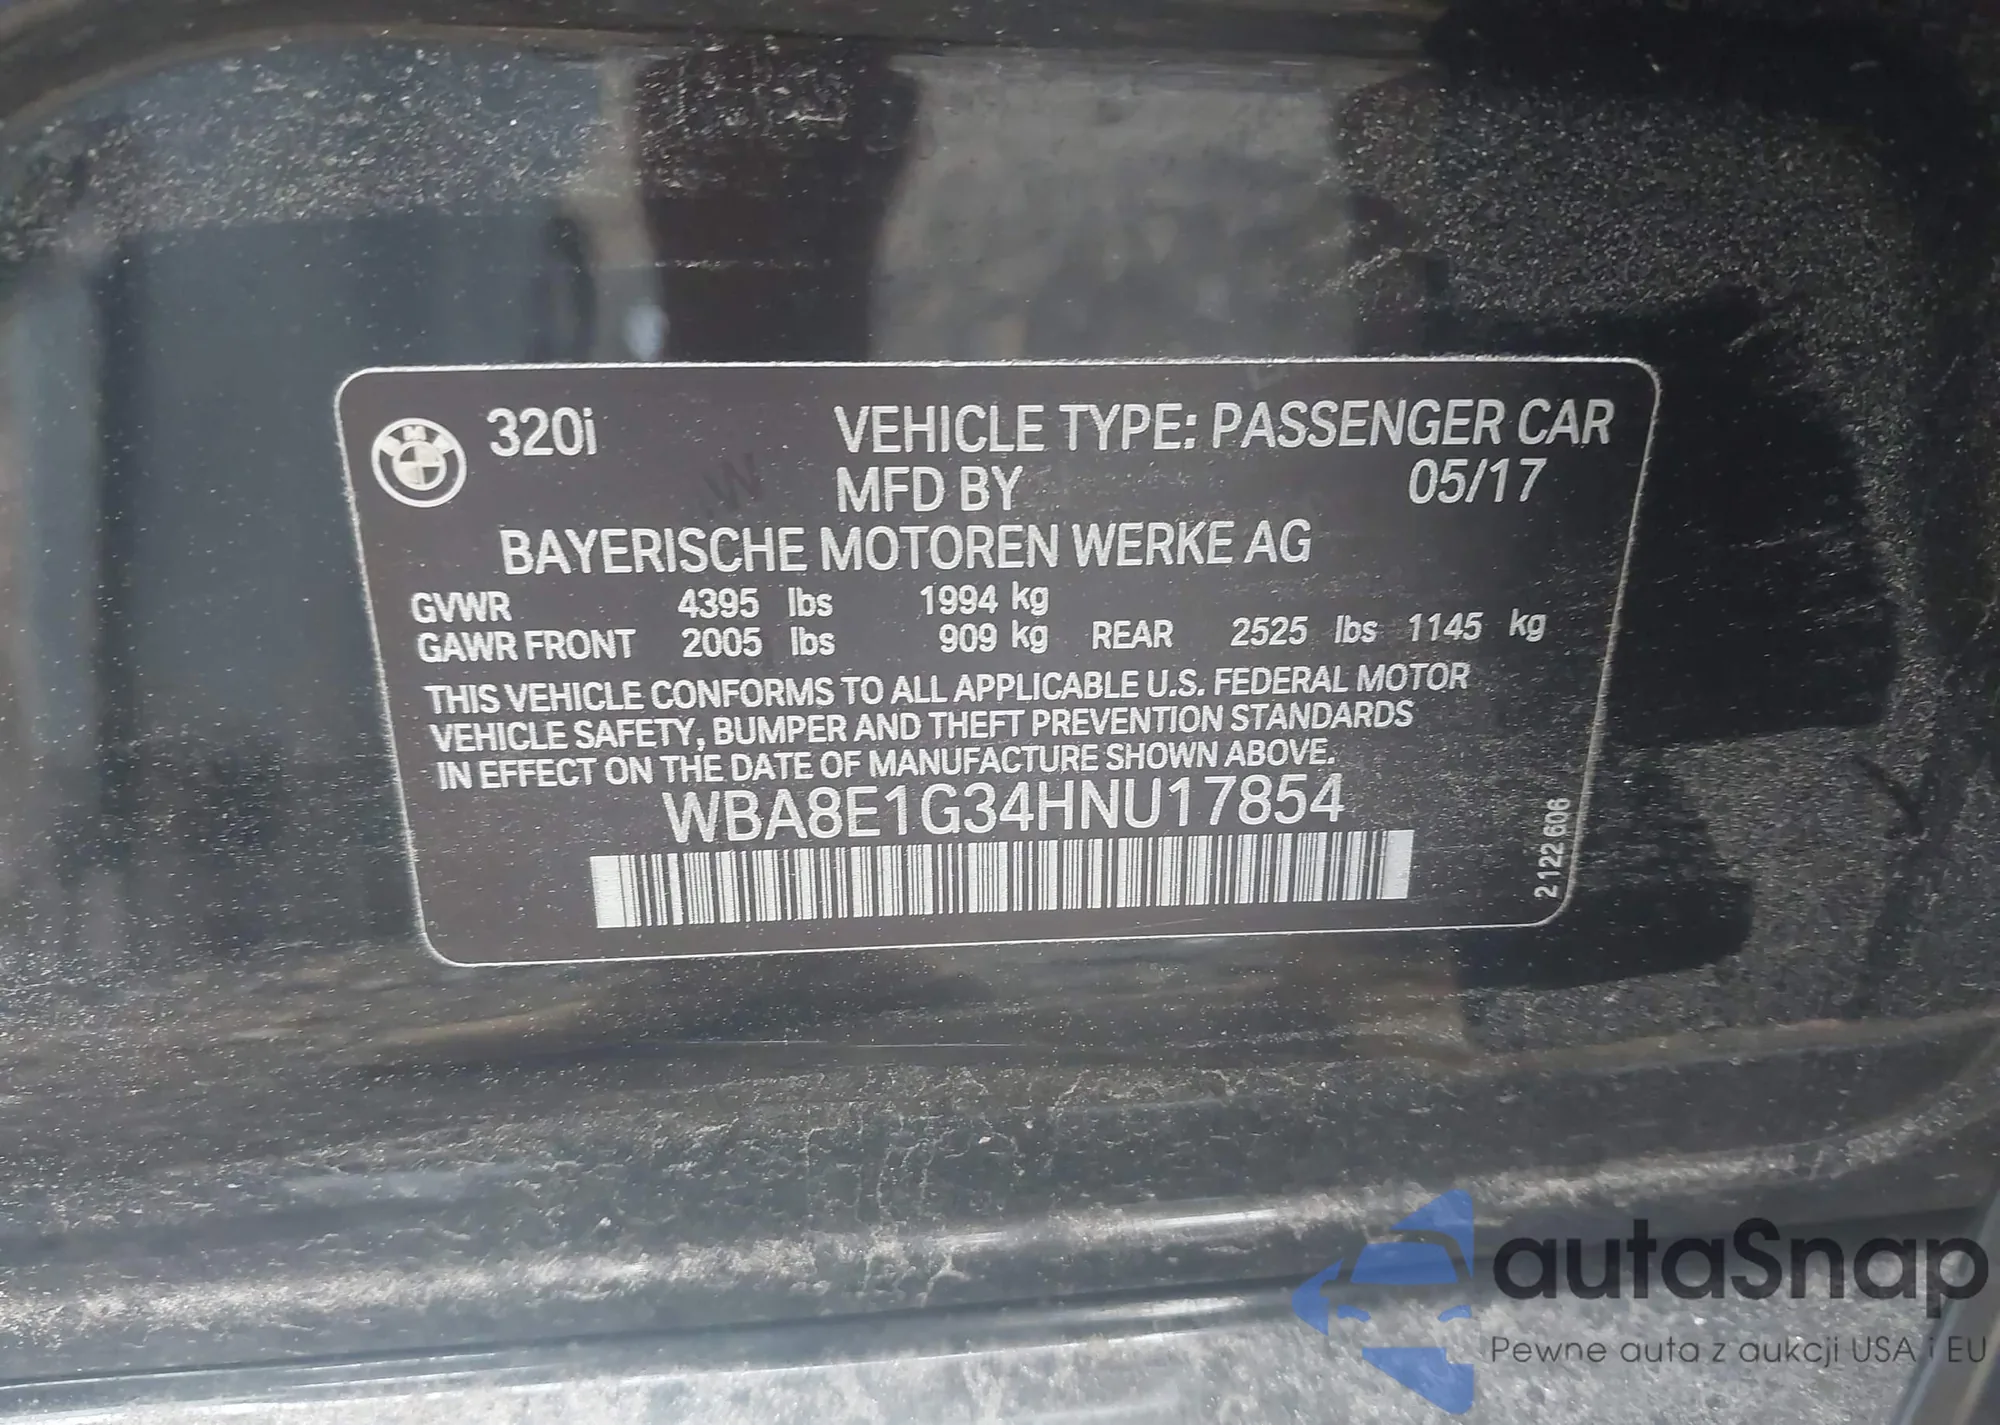 320i VEHICLE TYPE: PASSENGER CAR
MFD BY 05/17
BAYERISCHE MOTOREN WERKE AG
GVWR 4395 lbs 1994 kg
GAWR FRONT 2005 lbs 909 kg REAR 2525 lbs 1145 kg
THIS VEHICLE CONFORMS TO ALL APPLICABLE U.S. FEDERAL MOTOR
VEHICLE SAFETY, BUMPER AND THEFT PREVENTION STANDARDS
IN EFFECT ON THE DATE OF MANUFACTURE SHOWN ABOVE.
WBA8E1G34HNU17854
2122606
autaSnap
Pewne auta z aukcji USA i EU